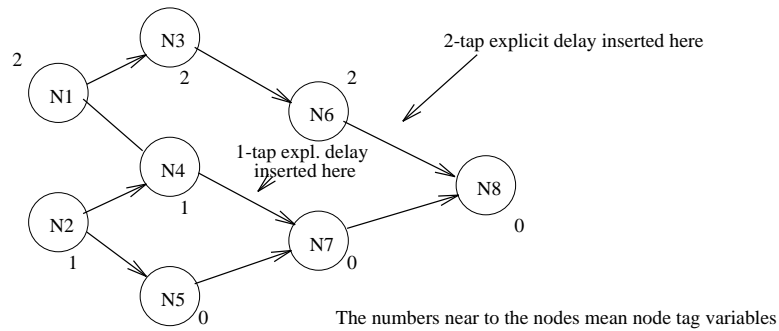 N3
2-tap explicit delay inserted here
2
2
2
N1
N6
1-tap expl. delay
inserted here
N4
N8
1
N2
0
N7
1
0
N5
0
The numbers near to the nodes mean node tag variables